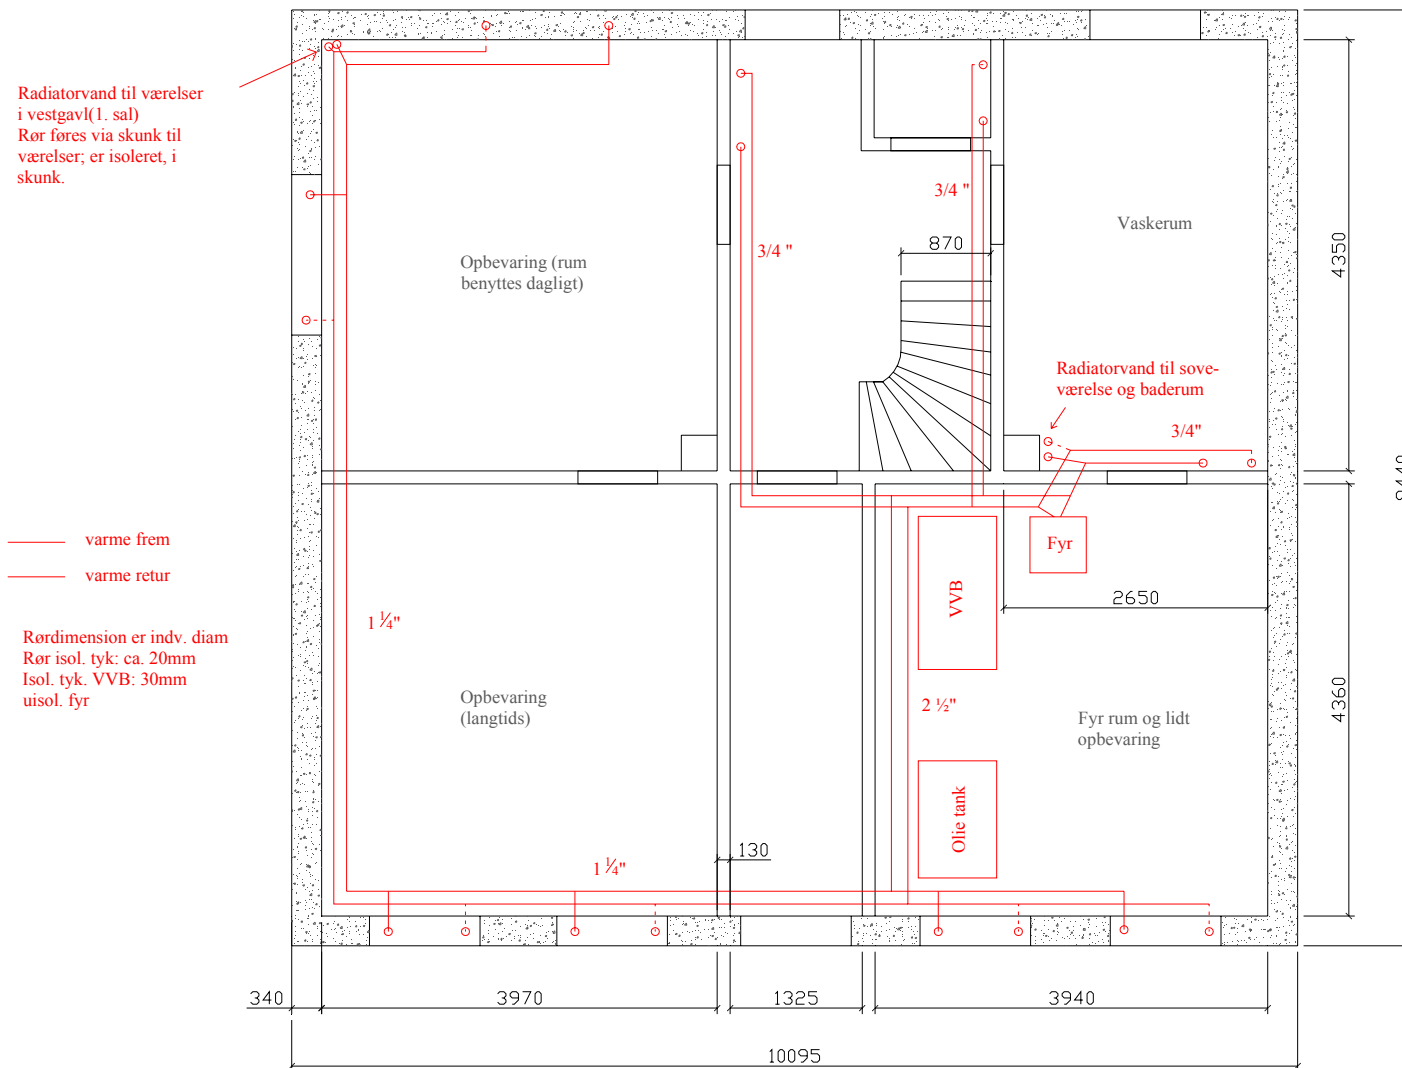 Radiatorvand til værelser
i vestgavl(1. sal)
Rør føres via skunk til
værelser; er isoleret, i
skunk.
3/4 "
3/4 "
870
Vaskerum
4350
Opbevaring (rum
benyttes dagligt)
Radiatorvand til sove-
værelse og baderum
3/4"
varme frem
varme retur
Fyr
VVB
2650
Rørdimension er indv. diam
Rør isol. tyk: ca. 20mm
Isol. tyk. VVB: 30mm
uisol. fyr
1 ¼"
Opbevaring
(langtids)
2 ½"
Fyr rum og lidt
opbevaring
4360
Olie tank
130
1 ¼"
340
3970
1325
3940
10095